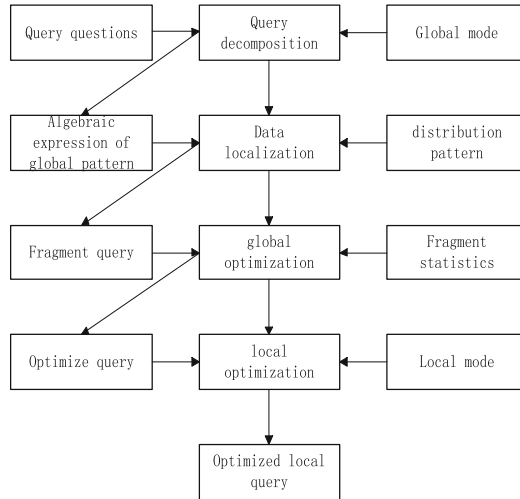 Query questions
Query
decomposition
Global mode
Algebraic
expression of
global pattern
Data
localization
distribution
pattern
Fragment query
global
optimization
Fragment
statistics
Optimize query
local
optimization
Local mode
Optimized local
query